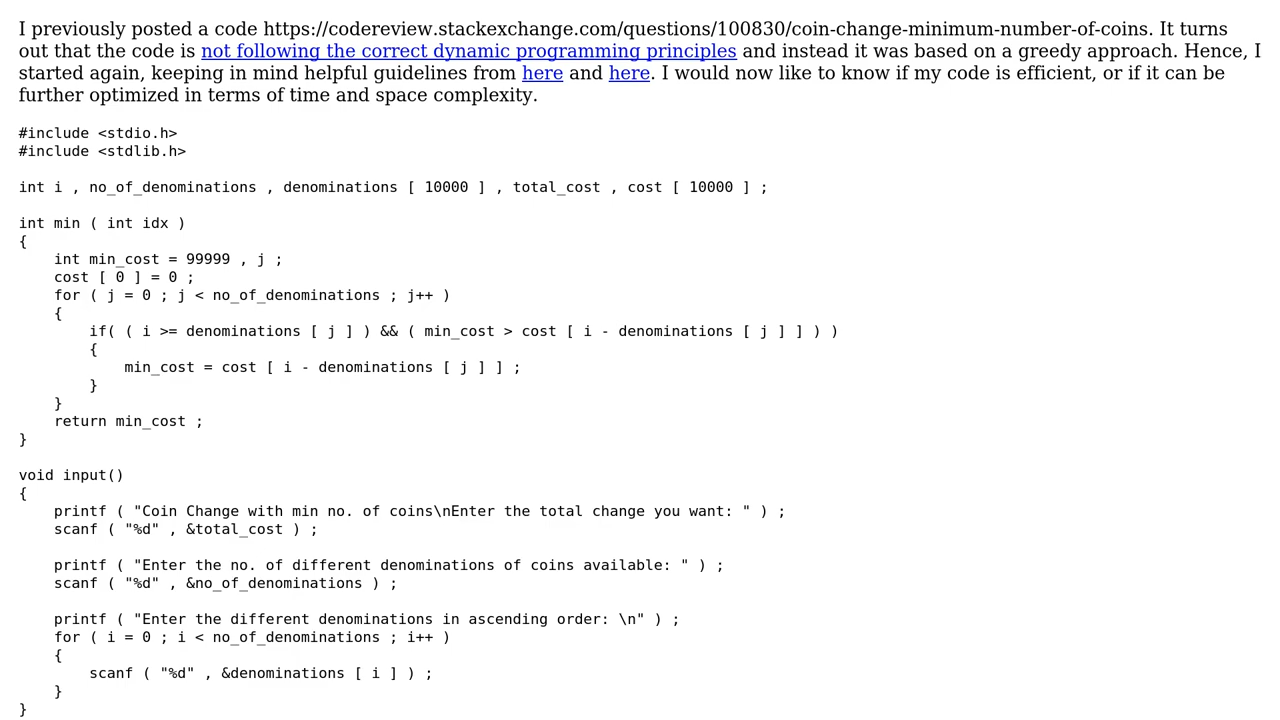 I previously posted a code https://codereview.stackexchange.com/questions/100830/coin-change-minimum-number-of-coins. It turns
out that the code is not following the correct dynamic programming principles and instead it was based on a greedy approach. Hence, I
started again, keeping in mind helpful guidelines from here and here. I would now like to know if my code is efficient, or if it can be
further optimized in terms of time and space complexity.

#include <stdio.h>
#include <stdlib.h>

int i , no_of_denominations , denominations [ 10000 ] , total_cost , cost [ 10000 ] ;

int min ( int idx )
{
    int min_cost = 99999 , j ;
    cost [ 0 ] = 0 ;
    for ( j = 0 ; j < no_of_denominations ; j++ )
    {
        if( ( i >= denominations [ j ] ) && ( min_cost > cost [ i - denominations [ j ] ] ) )
        {
            min_cost = cost [ i - denominations [ j ] ] ;
        }
    }
    return min_cost ;
}

void input()
{
    printf ( "Coin Change with min no. of coins\nEnter the total change you want: " ) ;
    scanf ( "%d" , &total_cost ) ;

    printf ( "Enter the no. of different denominations of coins available: " ) ;
    scanf ( "%d" , &no_of_denominations ) ;

    printf ( "Enter the different denominations in ascending order: \n" ) ;
    for ( i = 0 ; i < no_of_denominations ; i++ )
    {
        scanf ( "%d" , &denominations [ i ] ) ;
    }
}